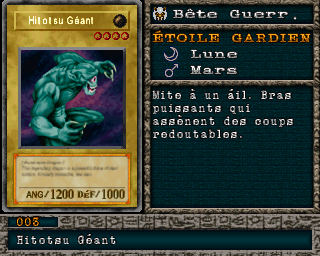 Hitotsu Géant
ANG/1200 DéF/1000
Bête Guerr.
ÉTOILE GARDIEN
Lune
Mars
Mite à un áil. Bras
puissants qui
assènent des coups
redoutables.
003
Hitotsu Géant